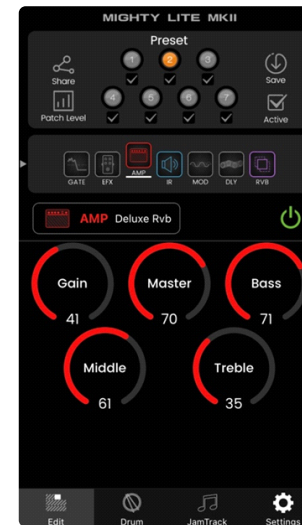 MIGHTY LITE MKII
Preset
1 2 3
Share
Save
4 5 6 7
Patch Level
Active
GATE EFX AMP IR MOD DLY RVB
AMP Deluxe Rvb
Gain Master Bass
41 70 71
Middle Treble
61 35
Edit Drum JamTrack Settings